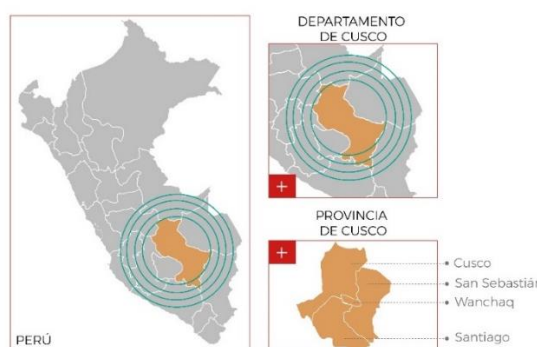 DEPARTAMENTO
DE CUSCO
+
PROVINCIA
DE CUSCO
+
Cusco
San Sebastián
Wanchaq
Santiago
PERÚ